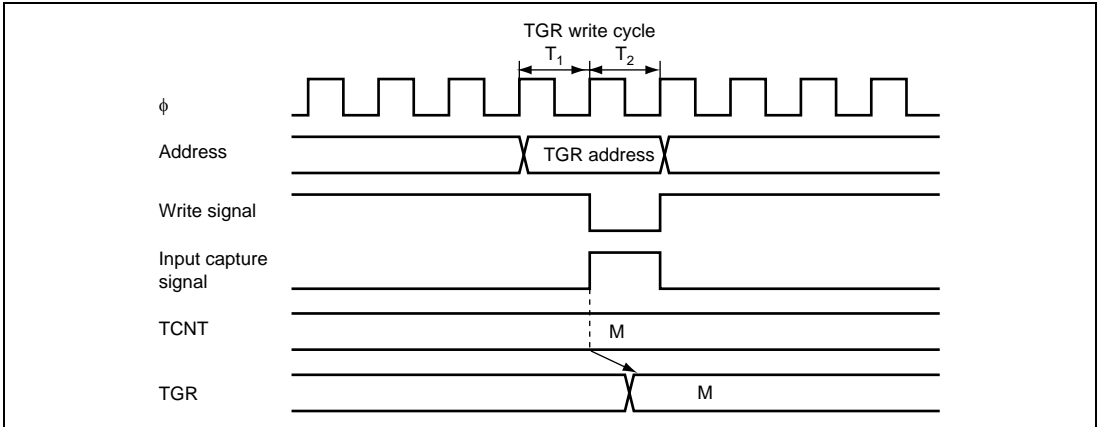 TGR write cycle
T1 T2
φ
Address
TGR address
Write signal
Input capture
signal
TCNT
M
TGR
M